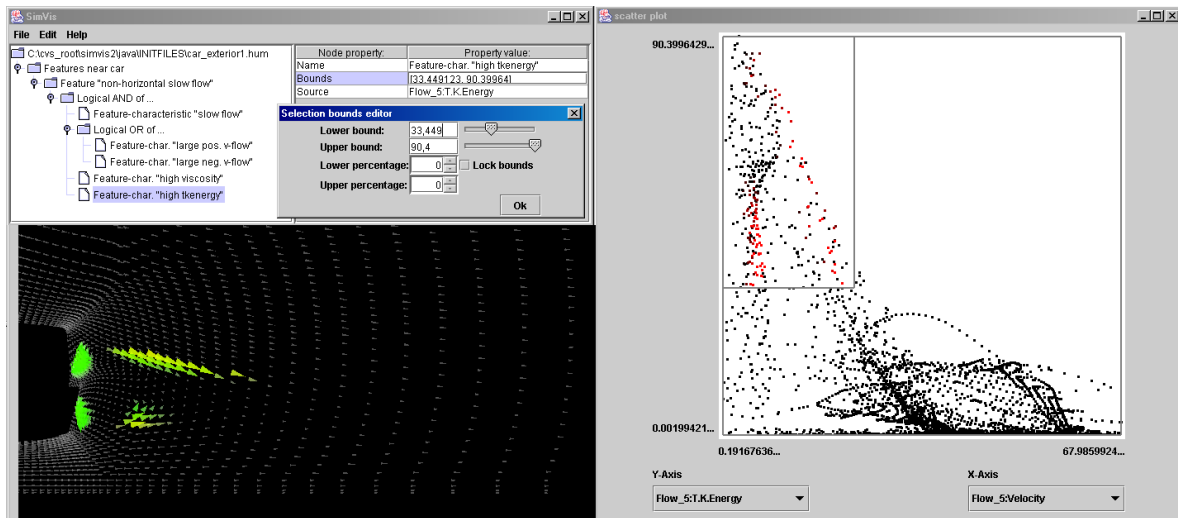 SimVis
File Edit Help
C:\cvs_root\simvis2\java\INITFILES\car_exterior1.hum
Features near car
Feature "non-horizontal slow flow"
Logical AND of ...
Feature-characteristic "slow flow"
Logical OR of ...
Feature-char. "large pos. v-flow"
Feature-char. "large neg. v-flow"
Feature-char. "high viscosity"
Feature-char. "high tkenergy"
Node property: Property value:
Name Feature-char. "high tkenergy"
Bounds [33.449123, 90.39964]
Source Flow_5:T.K.Energy
Selection bounds editor
Lower bound: 33,449
Upper bound: 90,4
Lower percentage: 0 Lock bounds
Upper percentage: 0
Ok
scatter plot
90.3996429...
0.00199421...
0.19167636... 67.9859924...
Y-Axis X-Axis
Flow_5:T.K.Energy Flow_5:Velocity